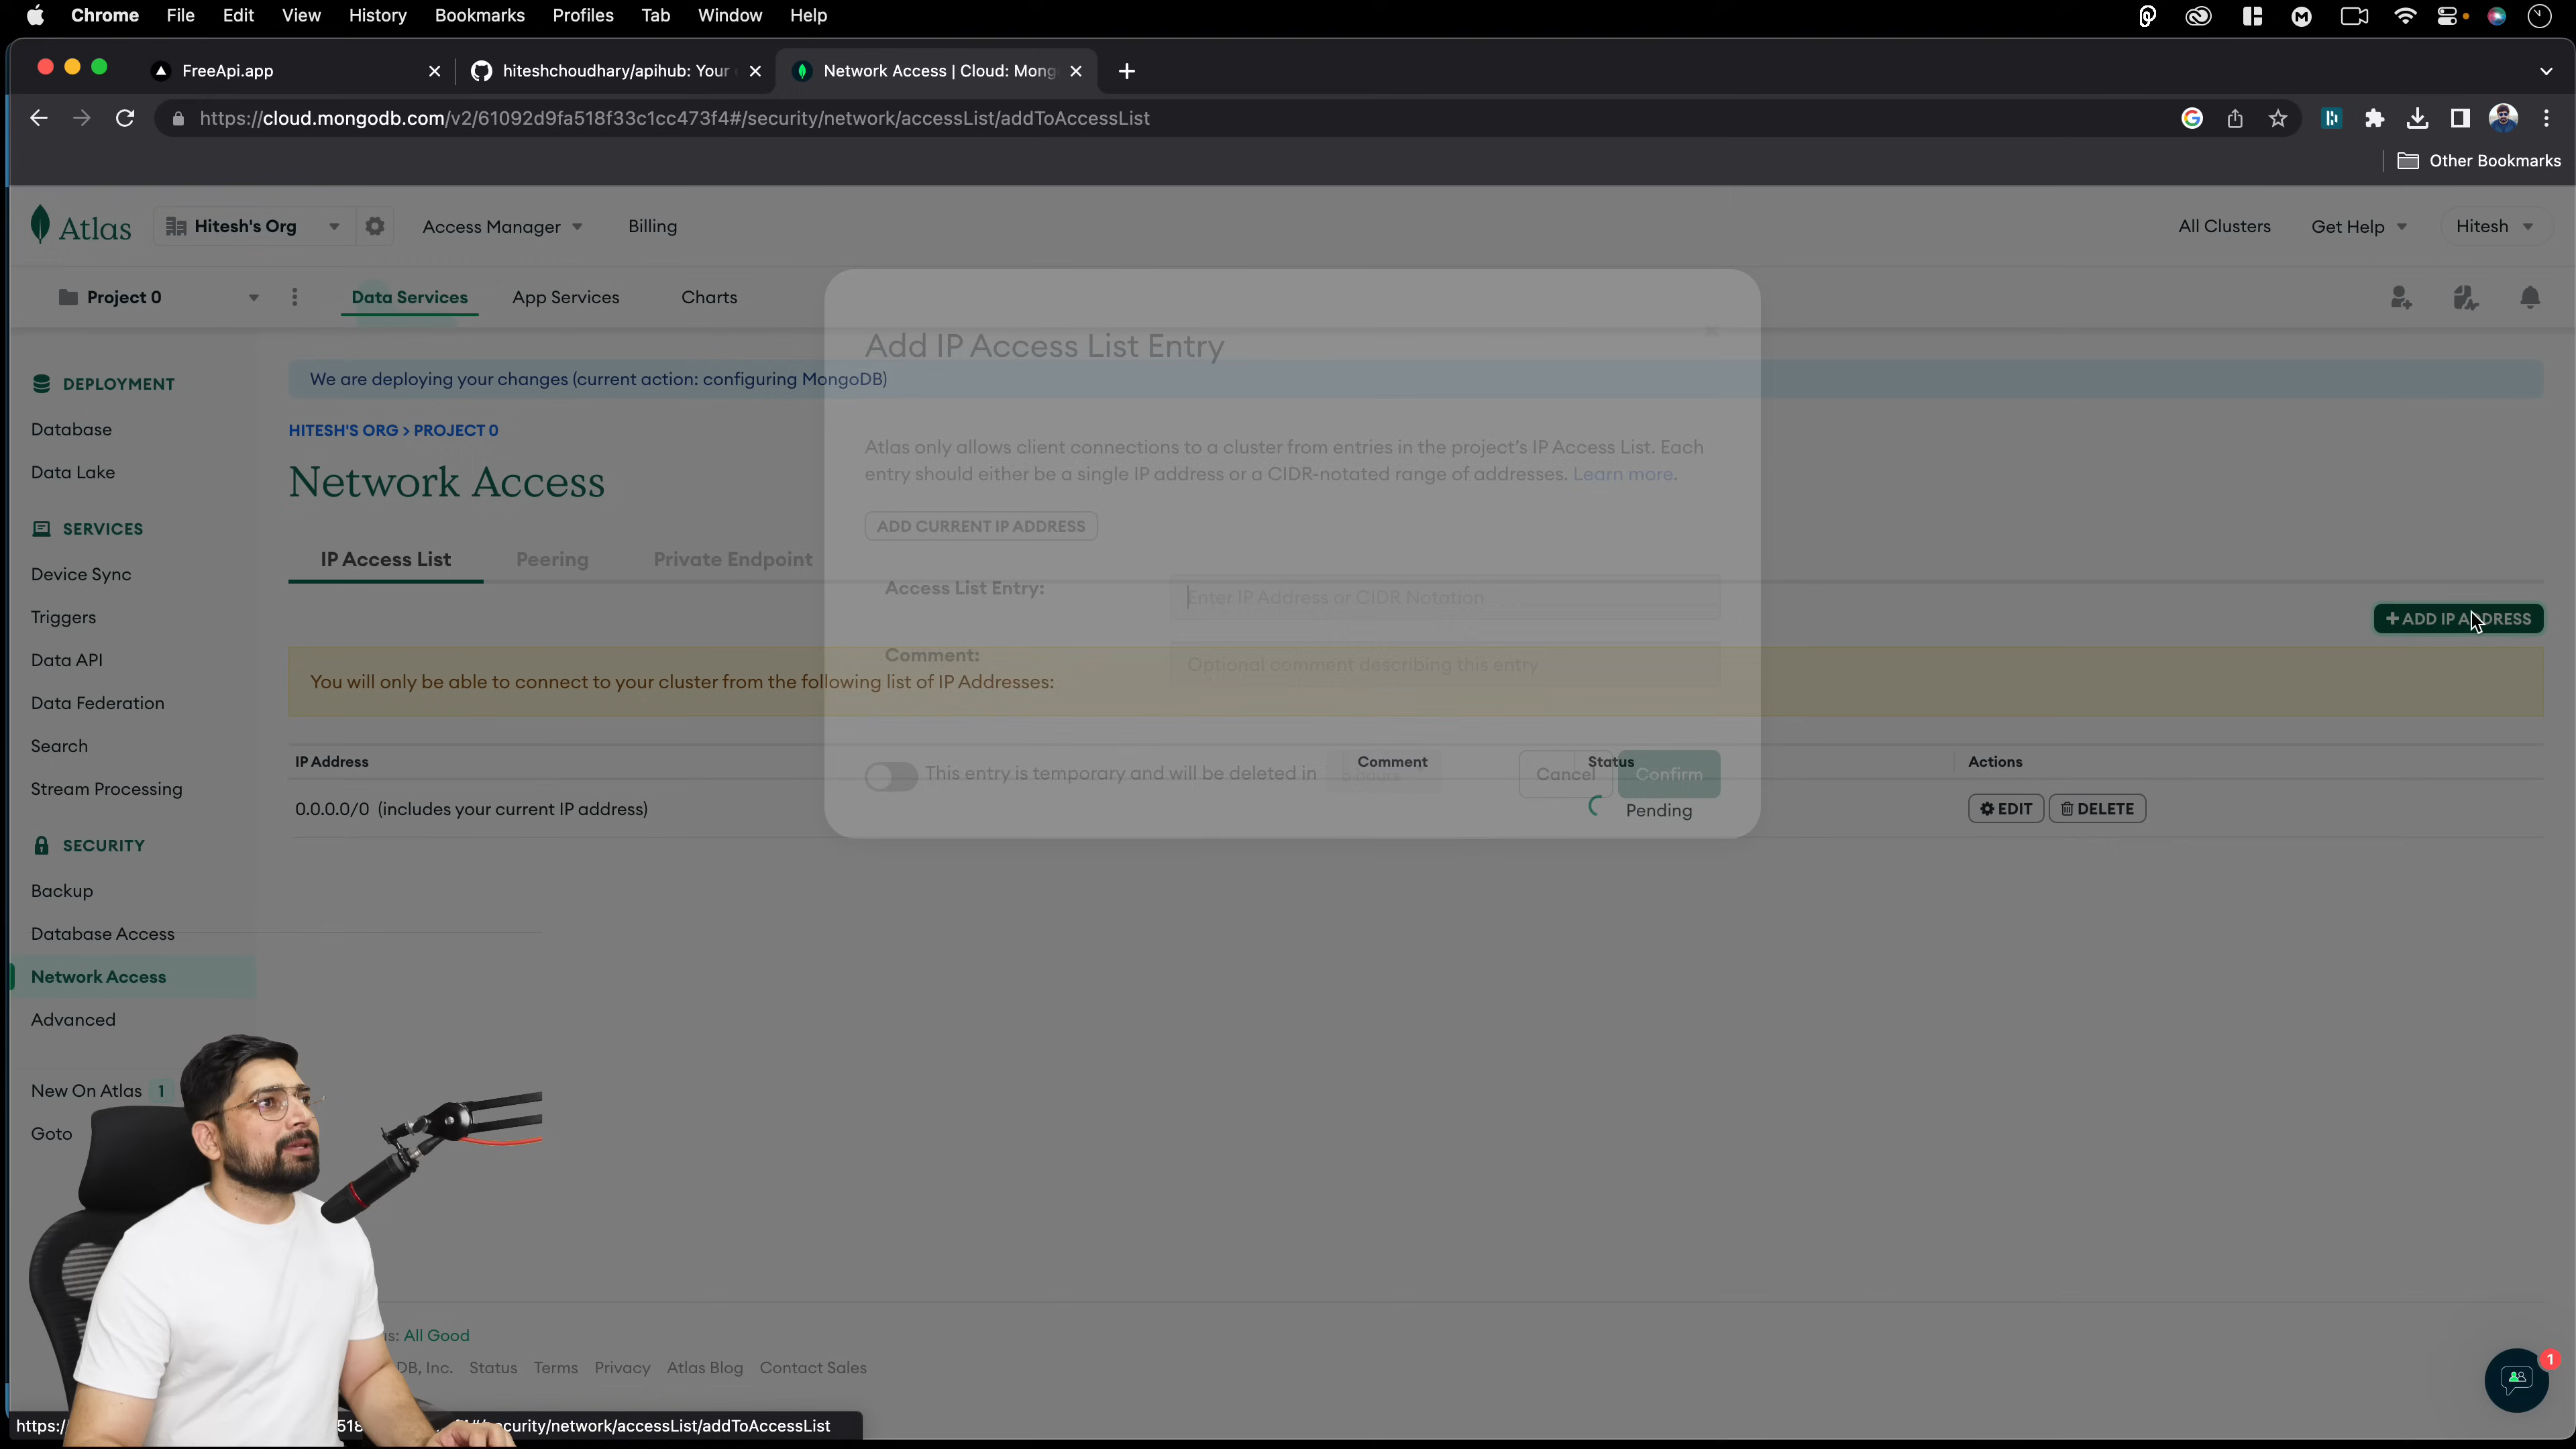 Chrome File Edit View History Bookmarks Profiles Tab Window Help
FreeApi.app
hiteshchoudhary/apihub: Your
Network Access | Cloud: Mong
https://cloud.mongodb.com/v2/61092d9fa518f33c1cc473f4#/security/network/accessList/addToAccessList
Other Bookmarks
Atlas
Hitesh's Org
Access Manager
Billing
All Clusters
Get Help
Hitesh
Project 0
Data Services
App Services
Charts
Add IP Access List Entry
DEPLOYMENT
We are deploying your changes (current action: configuring MongoDB)
Database
HITESH'S ORG > PROJECT 0
Data Lake
Network Access
Atlas only allows client connections to a cluster from entries in the project's IP Access List. Each
entry should either be a single IP address or a CIDR-notated range of addresses. Learn more.
SERVICES
ADD CURRENT IP ADDRESS
Device Sync
IP Access List
Peering
Private Endpoint
Access List Entry:
Enter IP Address or CIDR Notation
Triggers
+ ADD IP ADDRESS
Data API
Comment:
Optional comment describing this entry
You will only be able to connect to your cluster from the following list of IP Addresses:
Data Federation
Search
IP Address
Comment
Status
Actions
This entry is temporary and will be deleted in
hours
Cancel
Confirm
Stream Processing
0.0.0.0/0 (includes your current IP address)
Pending
EDIT
DELETE
SECURITY
Backup
Database Access
Network Access
Advanced
New On Atlas 1
Goto
s: All Good
DB, Inc. Status Terms Privacy Atlas Blog Contact Sales
1
https:/
518
curity/network/accessList/addToAccessList